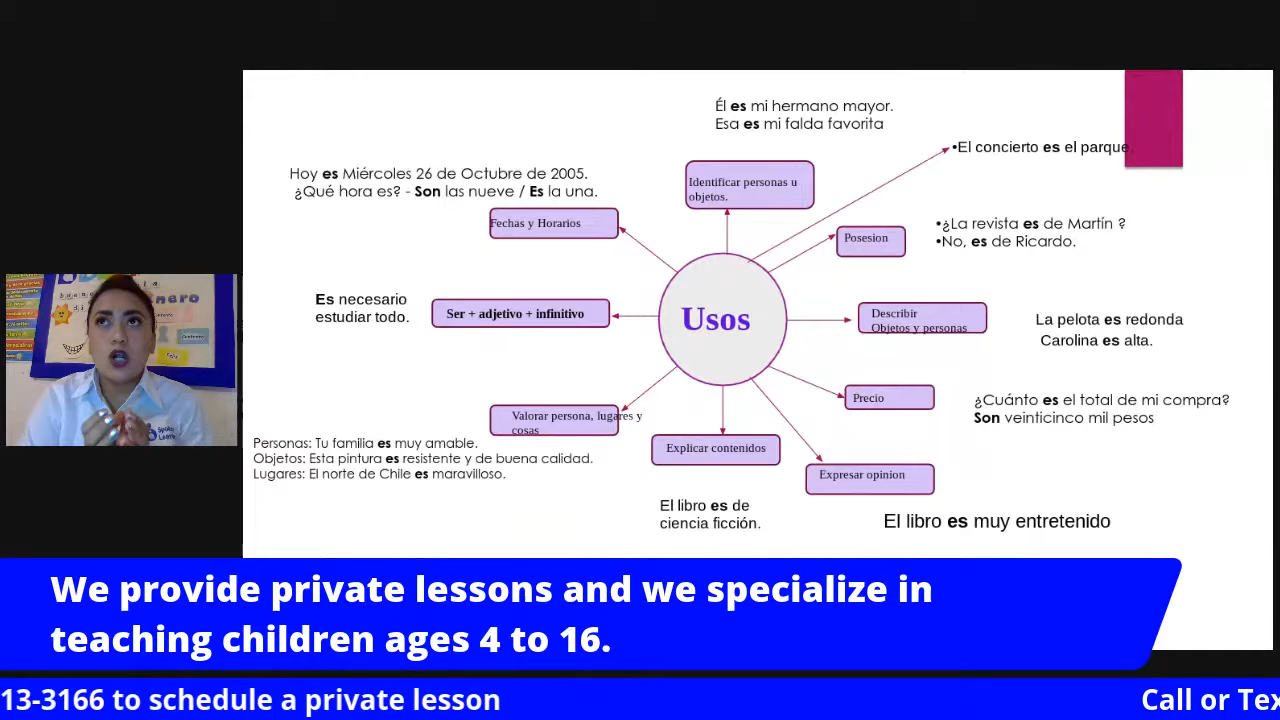 Él es mi hermano mayor.
Esa es mi falda favorita
•El concierto es el parque.
Hoy es Miércoles 26 de Octubre de 2005.
¿Qué hora es? - Son las nueve / Es la una.
Identificar personas u
objetos.
Fechas y Horarios
Posesion
•¿La revista es de Martín ?
•No, es de Ricardo.
Es necesario
estudiar todo.
Ser + adjetivo + infinitivo
Usos
Describir
Objetos y personas
La pelota es redonda
Carolina es alta.
Precio
¿Cuánto es el total de mi compra?
Son veinticinco mil pesos
Valorar persona, lugares y
cosas
Personas: Tu familia es muy amable.
Objetos: Esta pintura es resistente y de buena calidad.
Lugares: El norte de Chile es maravilloso.
Explicar contenidos
Expresar opinion
El libro es de
ciencia ficción.
El libro es muy entretenido
We provide private lessons and we specialize in
teaching children ages 4 to 16.
13-3166 to schedule a private lesson
Call or Tex